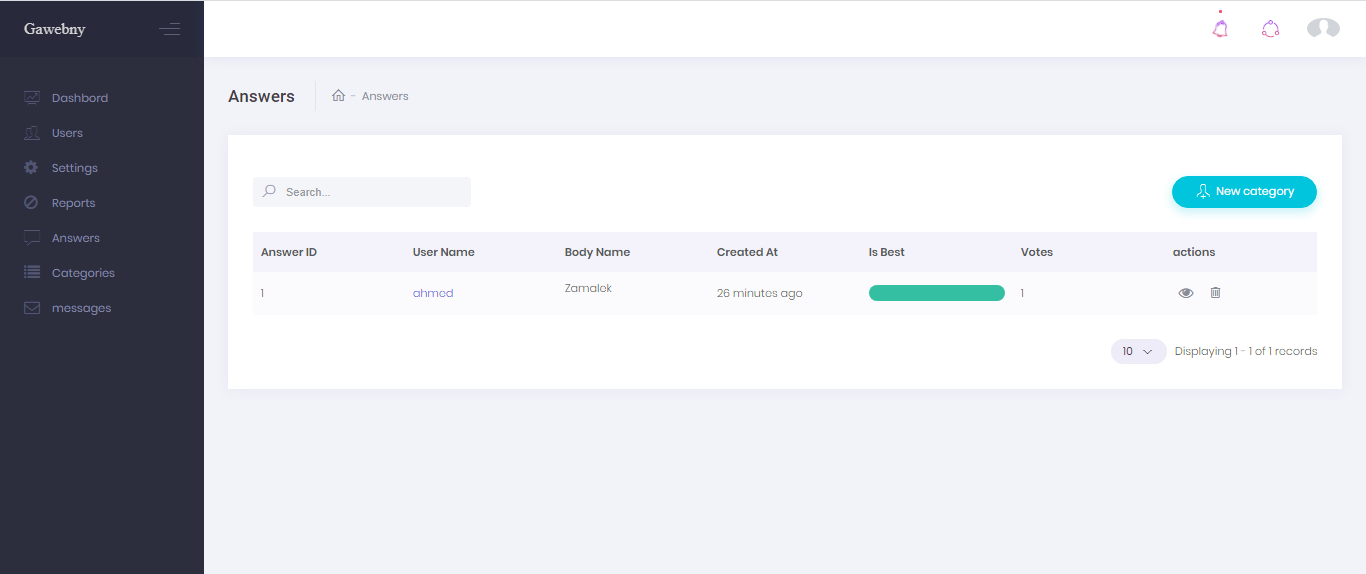 Gawebny
Dashbord
Users
Settings
Reports
Answers
Categories
messages
Answers - Answers
Search...
New category
Answer ID User Name Body Name Created At Is Best Votes actions
1 ahmed Zamalek 26 minutes ago 1
10 Displaying 1 - 1 of 1 records